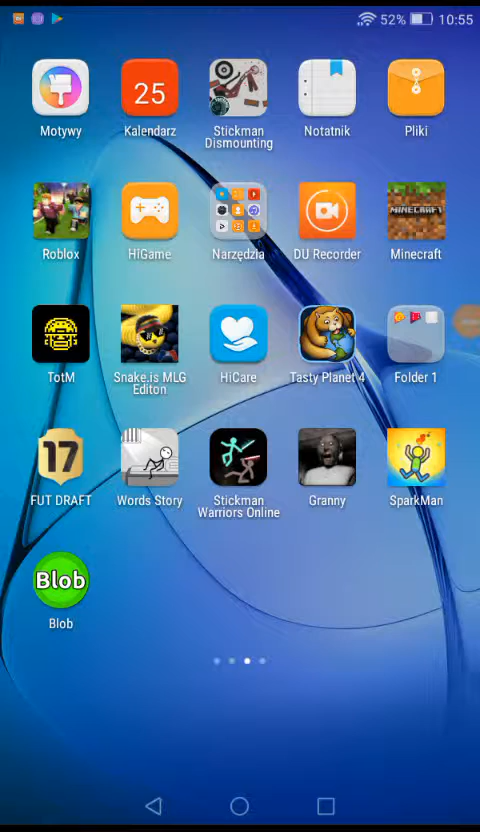 52% 10:55
25
Motywy Kalendarz Stickman Dismounting Notatnik Pliki
MINECRAFT
Roblox HiGame Narzędzia DU Recorder Minecraft
TotM Snake.is MLG Editon HiCare Tasty Planet 4 Folder 1
17
FUT DRAFT Words Story Stickman Warriors Online Granny SparkMan
Blob
Blob